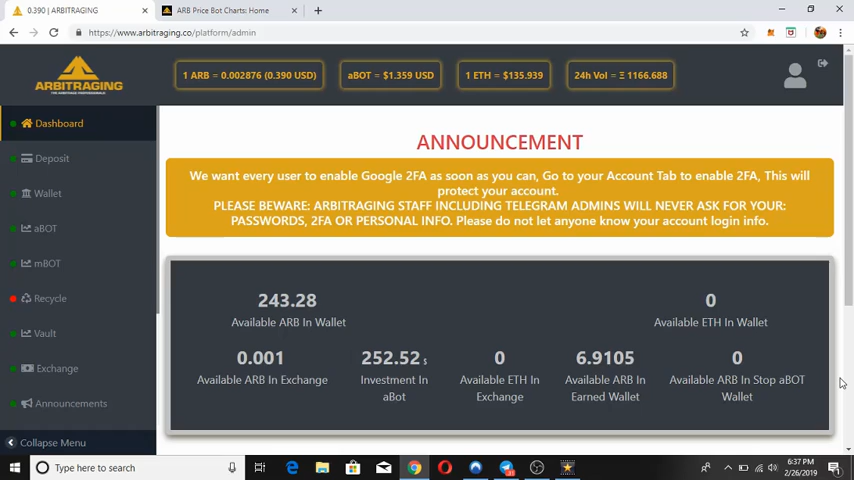 0.390 | ARBITRAGING
ARB Price Bot Charts: Home
https://www.arbitraging.co/platform/admin
ARBITRAGING
1 ARB = 0.002876 (0.390 USD)
aBOT = $1.359 USD
1 ETH = $135.939
24h Vol = Ξ 1166.688
Dashboard
Deposit
Wallet
aBOT
mBOT
Recycle
Vault
Exchange
Announcements
Collapse Menu
ANNOUNCEMENT
We want every user to enable Google 2FA as soon as you can, Go to your Account Tab to enable 2FA, This will
protect your account.
PLEASE BEWARE: ARBITRAGING STAFF INCLUDING TELEGRAM ADMINS WILL NEVER ASK FOR YOUR:
PASSWORDS, 2FA OR PERSONAL INFO. Please do not let anyone know your account login info.
243.28
Available ARB In Wallet
0
Available ETH In Wallet
0.001
Available ARB In Exchange
252.52 $
Investment In
aBot
0
Available ETH In
Exchange
6.9105
Available ARB In
Earned Wallet
0
Available ARB In Stop aBOT
Wallet
Type here to search
6:37 PM
2/26/2019